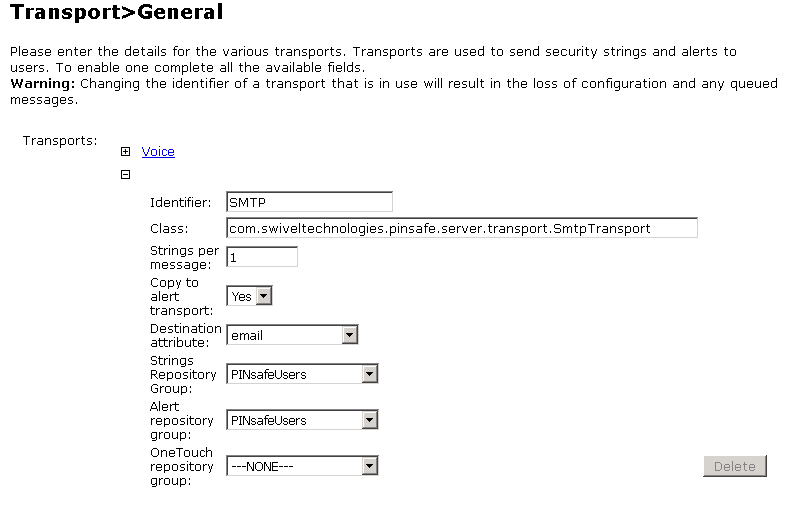 Transport>General
Please enter the details for the various transports. Transports are used to send security strings and alerts to
users. To enable one complete all the available fields.
Warning: Changing the identifier of a transport that is in use will result in the loss of configuration and any queued
messages.
Transports:
Voice
Identifier: SMTP
Class: com.swiveltechnologies.pinsafe.server.transport.SmtpTransport
Strings per
message: 1
Copy to
alert
transport: Yes
Destination
attribute: email
Strings
Repository
Group: PINsafeUsers
Alert
repository
group: PINsafeUsers
OneTouch
repository
group: ---NONE---
Delete